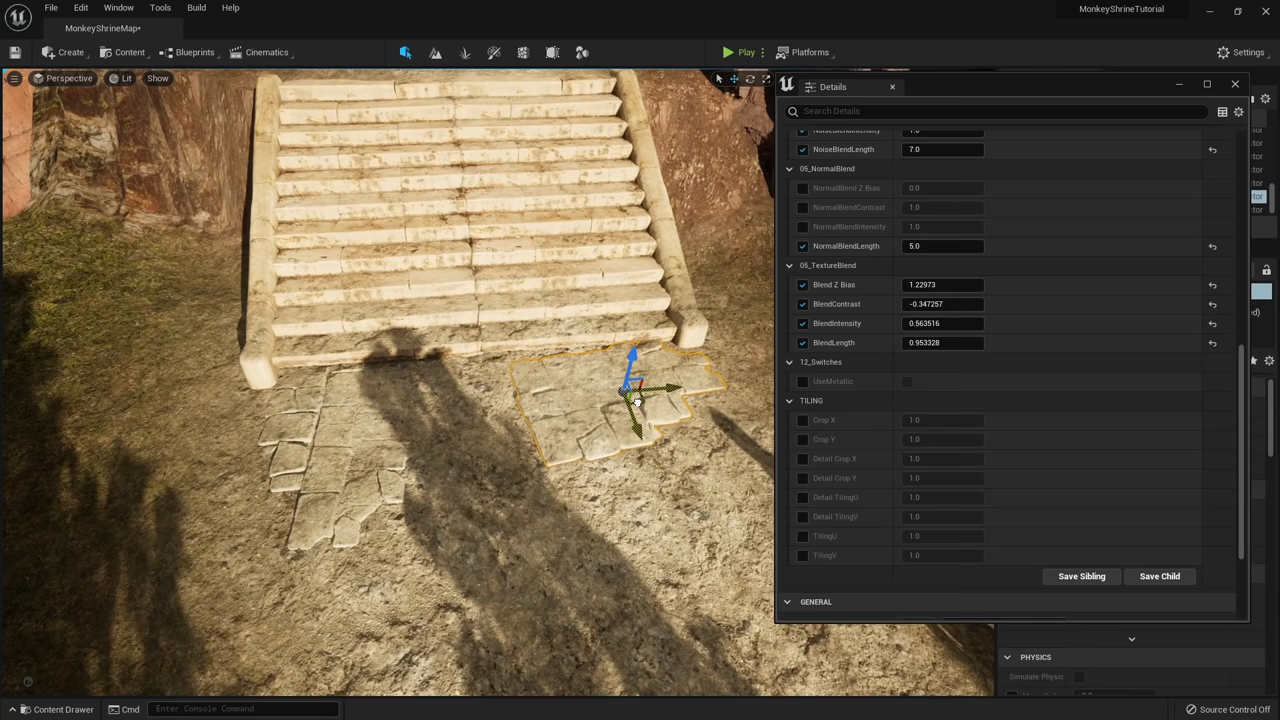 File Edit Window Tools Build Help
MonkeyShrineTutorial
MonkeyShrineMap*
Create Content Blueprints Cinematics Play Platforms Settings
Perspective Lit Show
Details
Search Details
NoiseBlendIntensity 1.0
NoiseBlendLength 7.0
05_NormalBlend
NormalBlend Z Bias 0.0
NormalBlendContrast 1.0
NormalBlendIntensity 1.0
NormalBlendLength 5.0
05_TextureBlend
Blend Z Bias 1.22973
BlendContrast -0.347257
BlendIntensity 0.563516
BlendLength 0.953328
12_Switches
UseMetallic
TILING
Crop X 1.0
Crop Y 1.0
Detail Crop X 1.0
Detail Crop Y 1.0
Detail TilingU 1.0
Detail TilingV 1.0
TilingU 1.0
TilingV 1.0
Save Sibling Save Child
GENERAL
PHYSICS
Simulate Physic
Content Drawer Cmd Enter Console Command Source Control Off